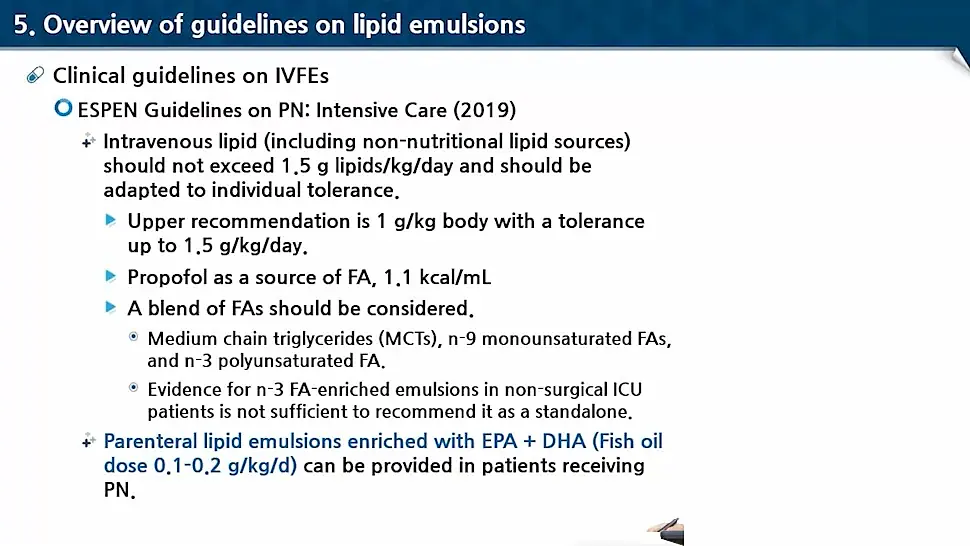 5. Overview of guidelines on lipid emulsions
Clinical guidelines on IVFEs
ESPEN Guidelines on PN: Intensive Care (2019)
Intravenous lipid (including non-nutritional lipid sources)
should not exceed 1.5 g lipids/kg/day and should be
adapted to individual tolerance.
Upper recommendation is 1 g/kg body with a tolerance
up to 1.5 g/kg/day.
Propofol as a source of FA, 1.1 kcal/mL
A blend of FAs should be considered.
Medium chain triglycerides (MCTs), n-9 monounsaturated FAs,
and n-3 polyunsaturated FA.
Evidence for n-3 FA-enriched emulsions in non-surgical ICU
patients is not sufficient to recommend it as a standalone.
Parenteral lipid emulsions enriched with EPA + DHA (Fish oil
dose 0.1-0.2 g/kg/d) can be provided in patients receiving
PN.